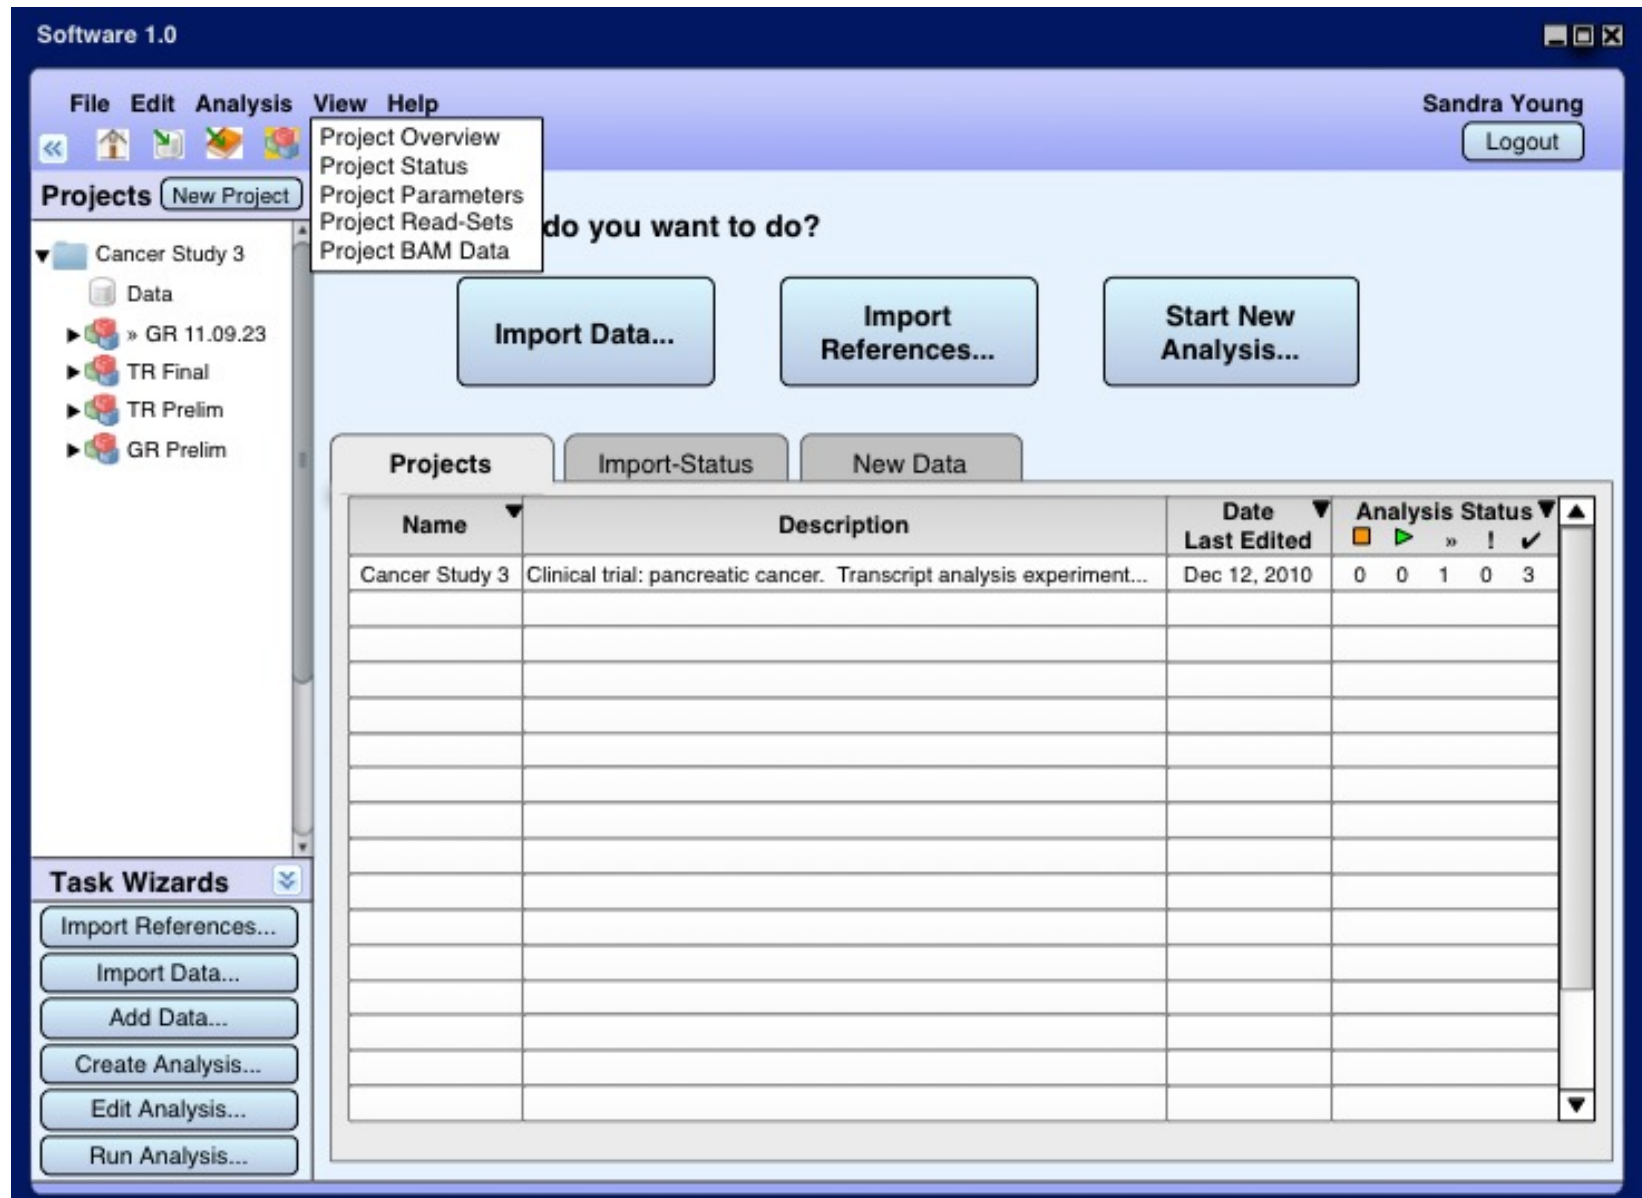 Software 1.0
File Edit Analysis View Help
Sandra Young
Logout
Project Overview
Project Status
Project Parameters
Project Read-Sets
Project BAM Data
Projects New Project
Cancer Study 3
Data
» GR 11.09.23
TR Final
TR Prelim
GR Prelim
do you want to do?
Import Data...
Import
References...
Start New
Analysis...
Projects Import-Status New Data
Name Description Date Last Edited Analysis Status
» ! ✔
Cancer Study 3 Clinical trial: pancreatic cancer. Transcript analysis experiment... Dec 12, 2010 0 0 1 0 3
Task Wizards
Import References...
Import Data...
Add Data...
Create Analysis...
Edit Analysis...
Run Analysis...